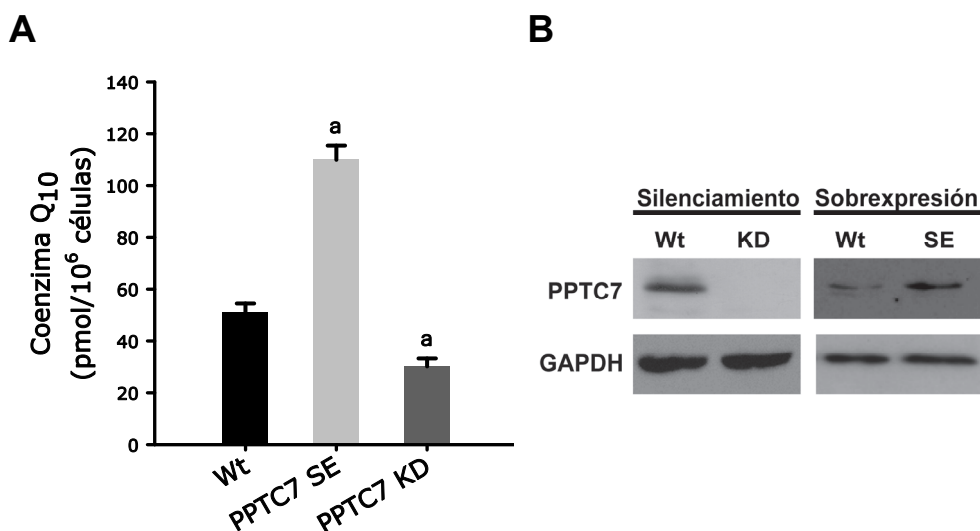 A
140
120
100
80
60
40
20
0
Coenzima Q10
(pmol/10⁶ células)
a
a
Wt
PPTC7 SE
PPTC7 KD
B
Silenciamiento Sobrexpresión
Wt KD Wt SE
PPTC7
GAPDH